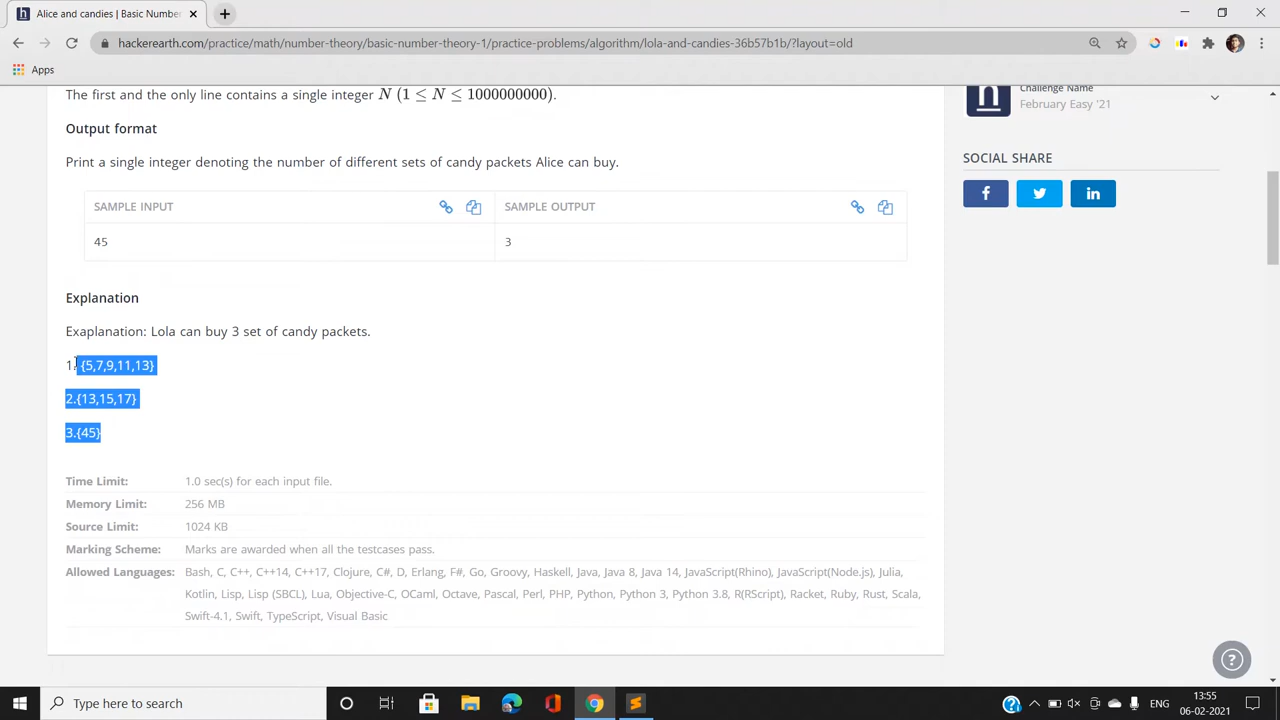 Alice and candies | Basic Number
hackerearth.com/practice/math/number-theory/basic-number-theory-1/practice-problems/algorithm/lola-and-candies-36b57b1b/?layout=old
Apps
The first and the only line contains a single integer N (1 ≤ N ≤ 1000000000).
Challenge Name
February Easy '21
Output format
Print a single integer denoting the number of different sets of candy packets Alice can buy.
SOCIAL SHARE
SAMPLE INPUT
SAMPLE OUTPUT
45
3
Explanation
Exaplanation: Lola can buy 3 set of candy packets.
1. {5,7,9,11,13}
2.{13,15,17}
3.{45}
Time Limit: 1.0 sec(s) for each input file.
Memory Limit: 256 MB
Source Limit: 1024 KB
Marking Scheme: Marks are awarded when all the testcases pass.
Allowed Languages: Bash, C, C++, C++14, C++17, Clojure, C#, D, Erlang, F#, Go, Groovy, Haskell, Java, Java 8, Java 14, JavaScript(Rhino), JavaScript(Node.js), Julia,
Kotlin, Lisp, Lisp (SBCL), Lua, Objective-C, OCaml, Octave, Pascal, Perl, PHP, Python, Python 3, Python 3.8, R(RScript), Racket, Ruby, Rust, Scala,
Swift-4.1, Swift, TypeScript, Visual Basic
Type here to search
ENG
13:55
06-02-2021